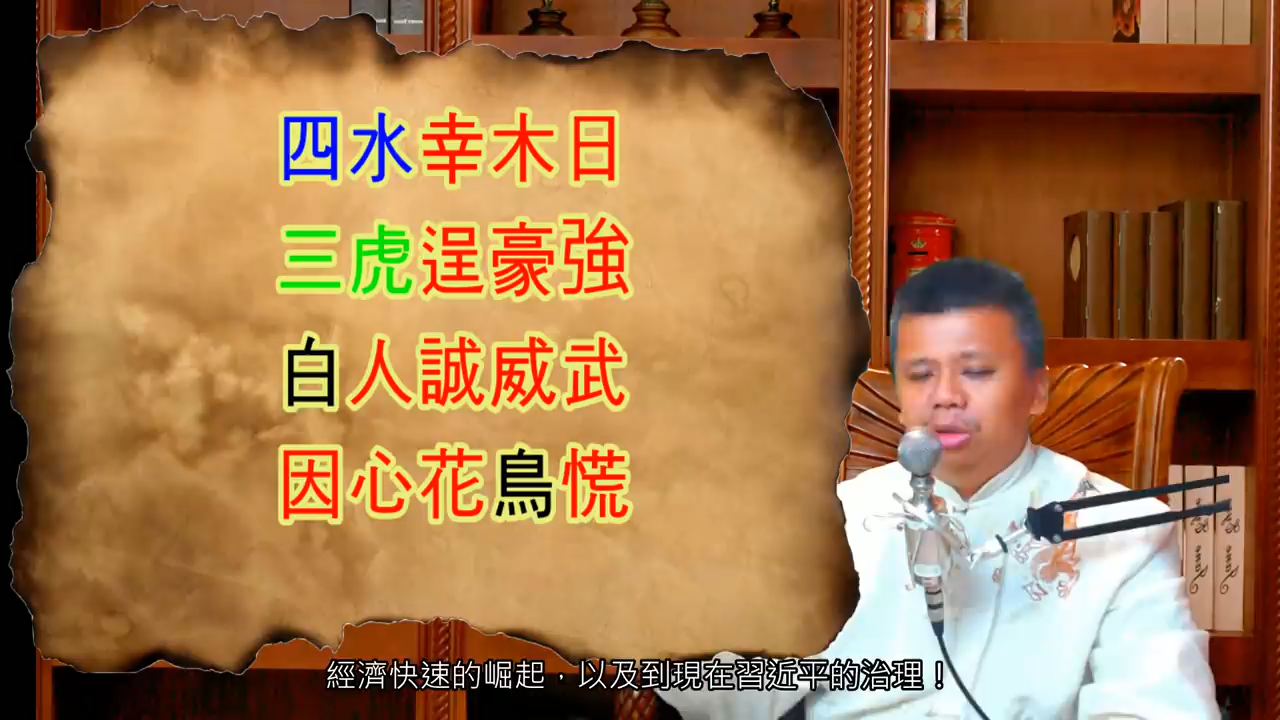 四水幸木日
三虎逞豪強
白人誠威武
因心花鳥慌
經濟快速的崛起，以及到現在習近平的治理！